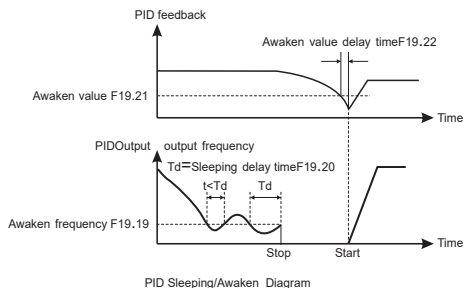 PID feedback
Awaken value delay timeF19.22
Awaken value F19.21
Time
PIDOutput output frequency
Td=Sleeping delay timeF19.20
t<Td
Td
Awaken frequency F19.19
Time
Stop
Start
PID Sleeping/Awaken Diagram